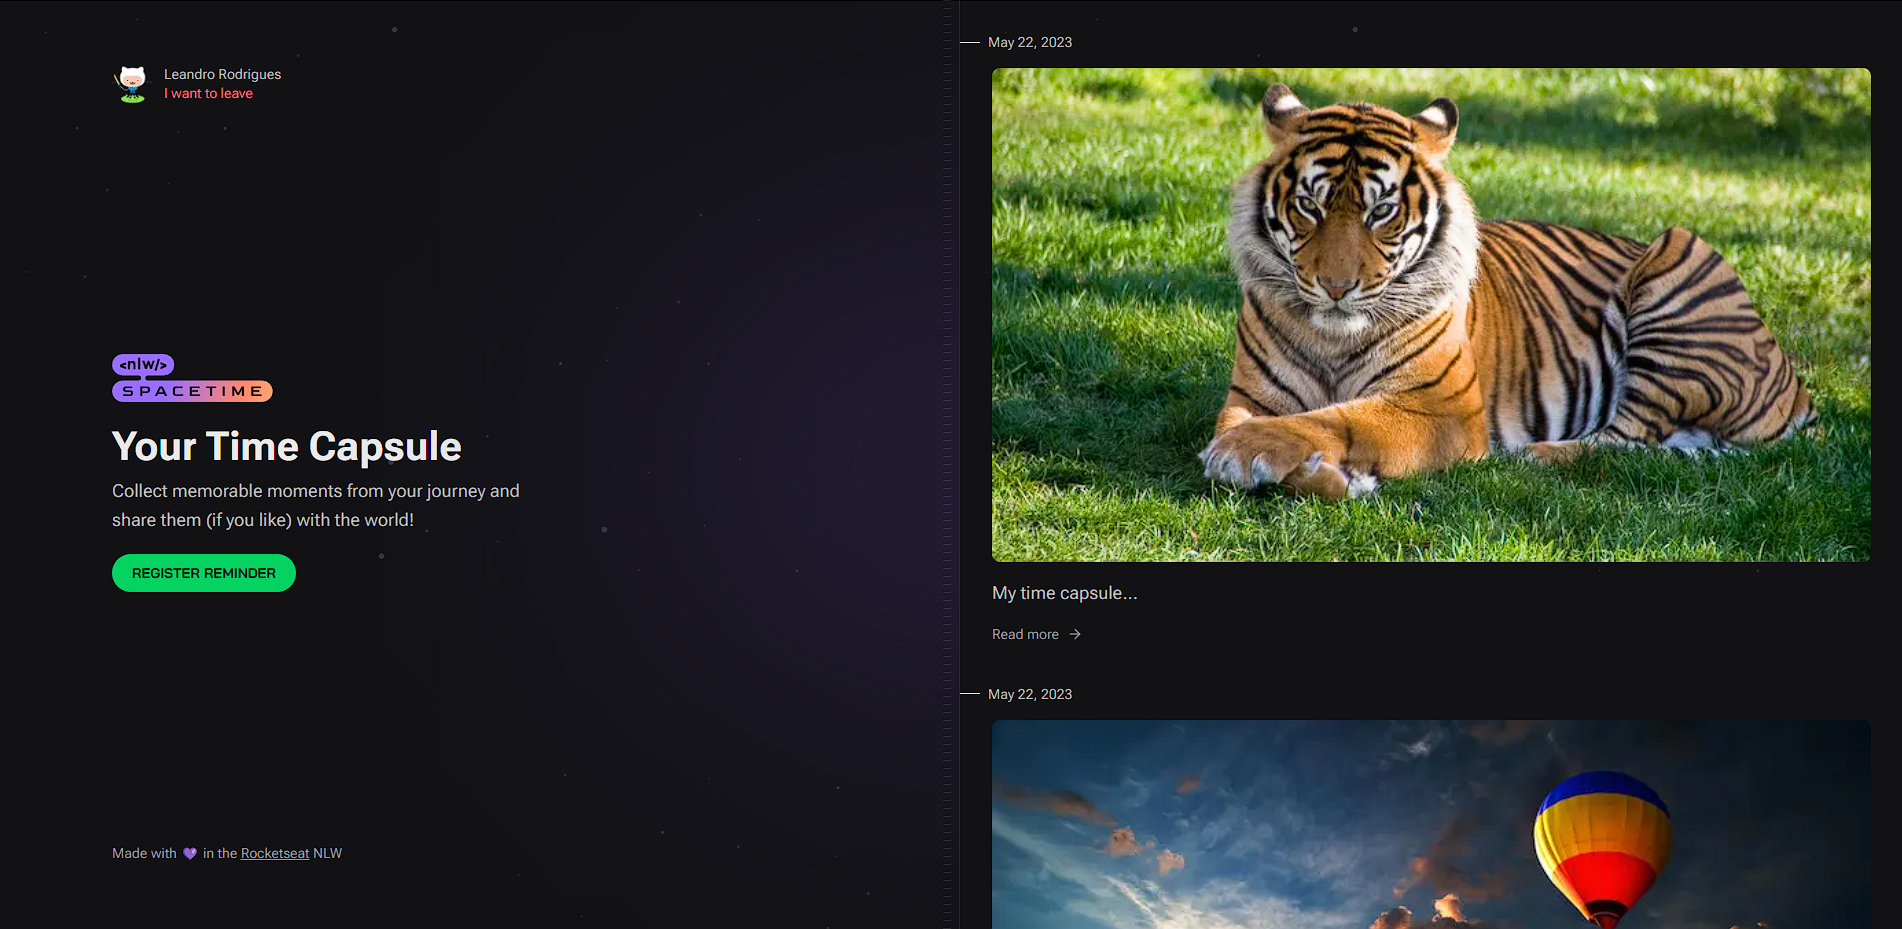 Leandro Rodrigues
I want to leave
<nlw/>
SPACETIME
Your Time Capsule
Collect memorable moments from your journey and
share them (if you like) with the world!
REGISTER REMINDER
Made with 💜 in the Rocketseat NLW
May 22, 2023
My time capsule...
Read more →
May 22, 2023